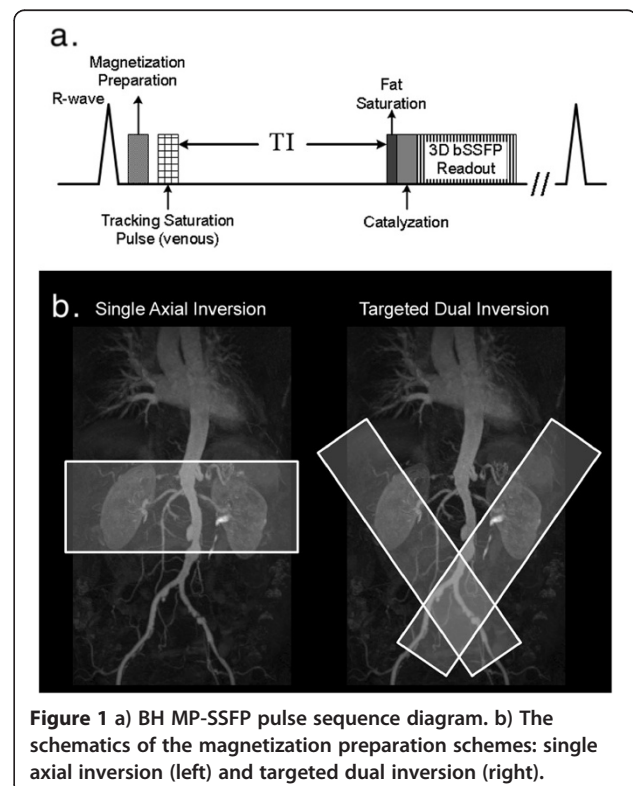 a.
Magnetization
Preparation
R-wave
Fat
Saturation
TI
3D bSSFP
Readout
//
Tracking Saturation
Pulse (venous)
Catalyzation
b.
Single Axial Inversion
Targeted Dual Inversion
Figure 1 a) BH MP-SSFP pulse sequence diagram. b) The
schematics of the magnetization preparation schemes: single
axial inversion (left) and targeted dual inversion (right).